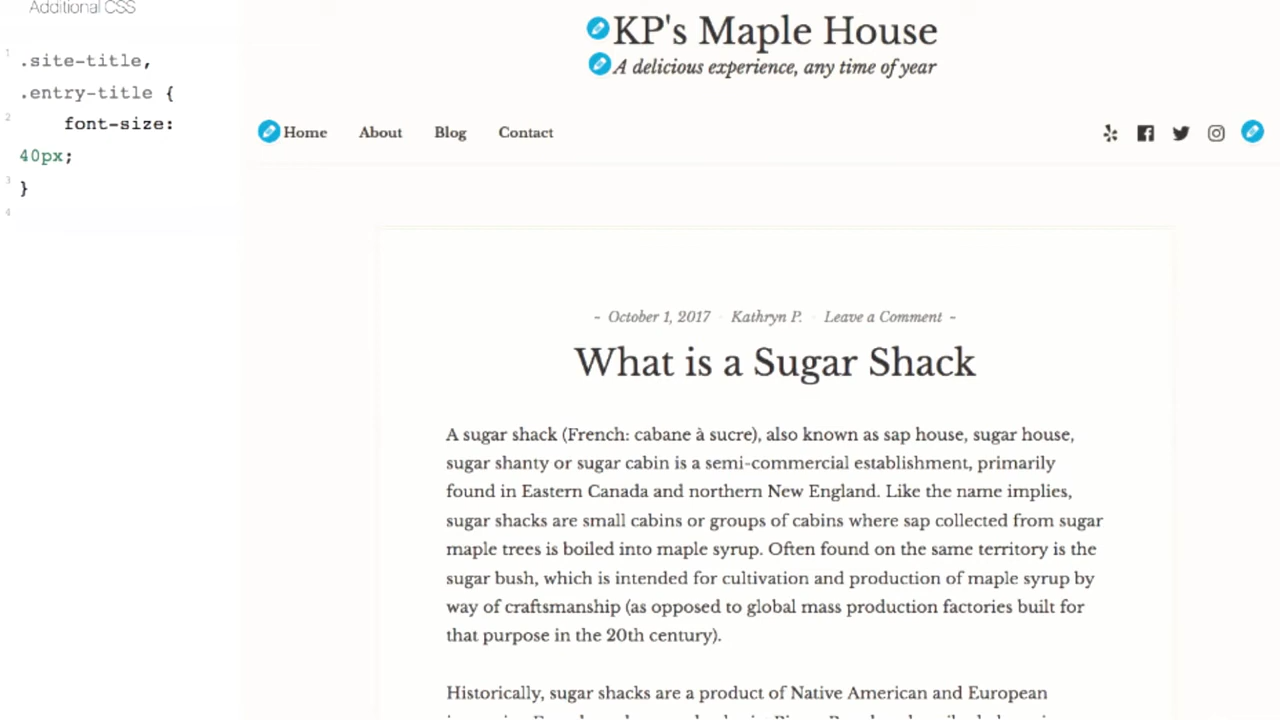 Additional CSS
1
.site-title,
.entry-title {
2
font-size:
40px;
3
}
4
KP's Maple House
A delicious experience, any time of year
Home About Blog Contact
~ October 1, 2017 Kathryn P. Leave a Comment ~
What is a Sugar Shack
A sugar shack (French: cabane à sucre), also known as sap house, sugar house,
sugar shanty or sugar cabin is a semi-commercial establishment, primarily
found in Eastern Canada and northern New England. Like the name implies,
sugar shacks are small cabins or groups of cabins where sap collected from sugar
maple trees is boiled into maple syrup. Often found on the same territory is the
sugar bush, which is intended for cultivation and production of maple syrup by
way of craftsmanship (as opposed to global mass production factories built for
that purpose in the 20th century).
Historically, sugar shacks are a product of Native American and European